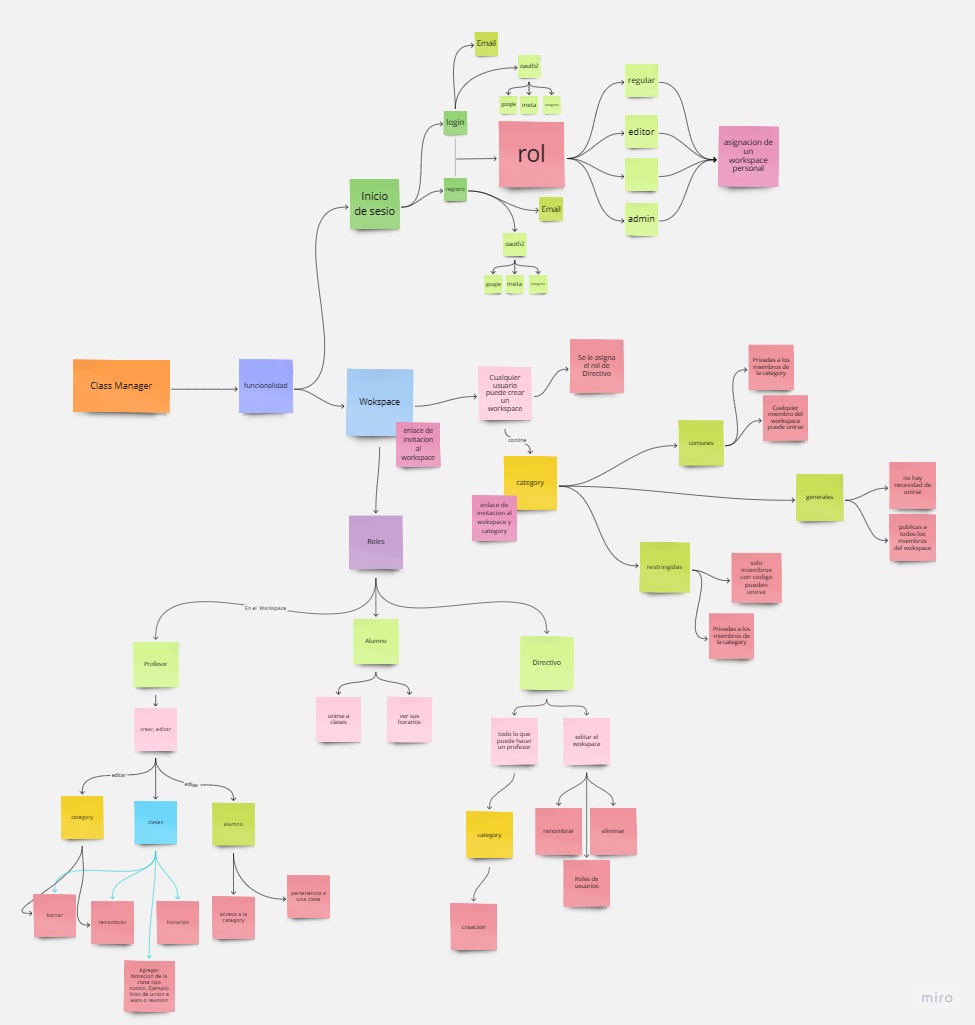 Email
oauth2
google
meta
login
rol
regular
editor
admin
asignacion de
un
workspace
personal
Inicio
de sesio
registro
Email
oauth2
google
meta
Class Manager
funcionalidad
Wokspace
enlace de
invitacion
al
workspace
Cualquier
usuario
puede crear
un
workspace
Se le asigna
el rol de
Directivo
contine
category
enlace de
invitacion al
wokspace y
category
comunes
Privadas a los
miembros de
la category
Cualquier
miembro del
workspace
puede unirse
generales
no hay
necesidad de
unirse
publicas a
todos los
miembros
del wokspace
restringidas
solo
miembros
con codigo
pueden
unirse
Privadas a los
miembros de
la category
Roles
En el Workspace
Profesor
Alumno
Directivo
crear, editar
unirse a
clases
ver sus
horarios
todo lo que
puede hacer
un profesor
editar el
wokspace
editar
editar
category
clases
alumno
category
renombrar
eliminar
Roles de
usuarios
borrar
renombrar
Horarios
acceso a la
category
pertenencia a
una clase
creacion
Agregar
Notacion de la
clase tipo
notion, Ejemplo
links de union a
wats o reunion
miro